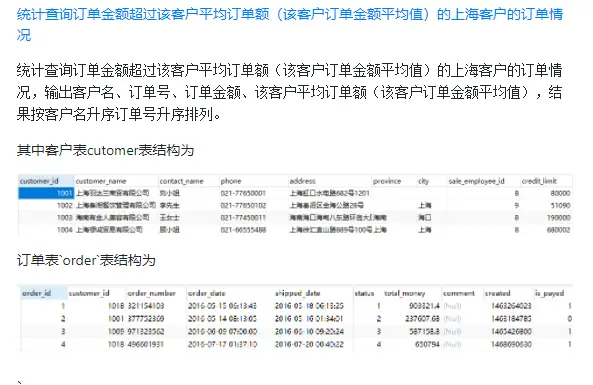 统计查询订单金额超过该客户平均订单额（该客户订单金额平均值）的上海客户的订单情
况
统计查询订单金额超过该客户平均订单额（该客户订单金额平均值）的上海客户的订单情
况，输出客户名、订单号、订单金额、该客户平均订单额（该客户订单金额平均值），结
果按客户名升序订单号升序排列。
其中客户表cutomer表结构为
customer_id customer_name contact_name phone address province city sale_employee_id credit_limit
1001 上海羽达兰商贸有限公司 刘小姐 021-77650001 上海虹口水电路682号1201 8 80000
1002 上海泰闵餐饮管理有限公司 李先生 021-77650102 上海奉贤区金海公路28号 上海 9 51090
1003 海南有金人美容有限公司 王女士 021-77450011 海南海口海甸八东路环岛大 海南 海口 8 190000
1004 上海德诚贸易有限公司 顾小姐 021-66555488 上海徐汇宜山路889号100号 上海 上海 8 680002
订单表`order`表结构为
order_id customer_id order_number order_date shipped_date status total_money comment created is_payed
1 1018 321154103 2016-05-15 06:13:43 2016-05-18 06:13:25 1 903321.4 (Null) 1463264023 1
2 1001 377752369 2016-05-14 08:13:05 2016-05-16 01:34:01 2 237607.68 (Null) 1463184785 0
3 1009 971323562 2016-06-09 07:00:00 2016-06-10 09:20:24 3 587158.8 (Null) 1465426800 1
4 1018 496601931 2016-07-17 01:37:10 2016-07-20 00:40:22 4 650794 (Null) 1468690630 1
、